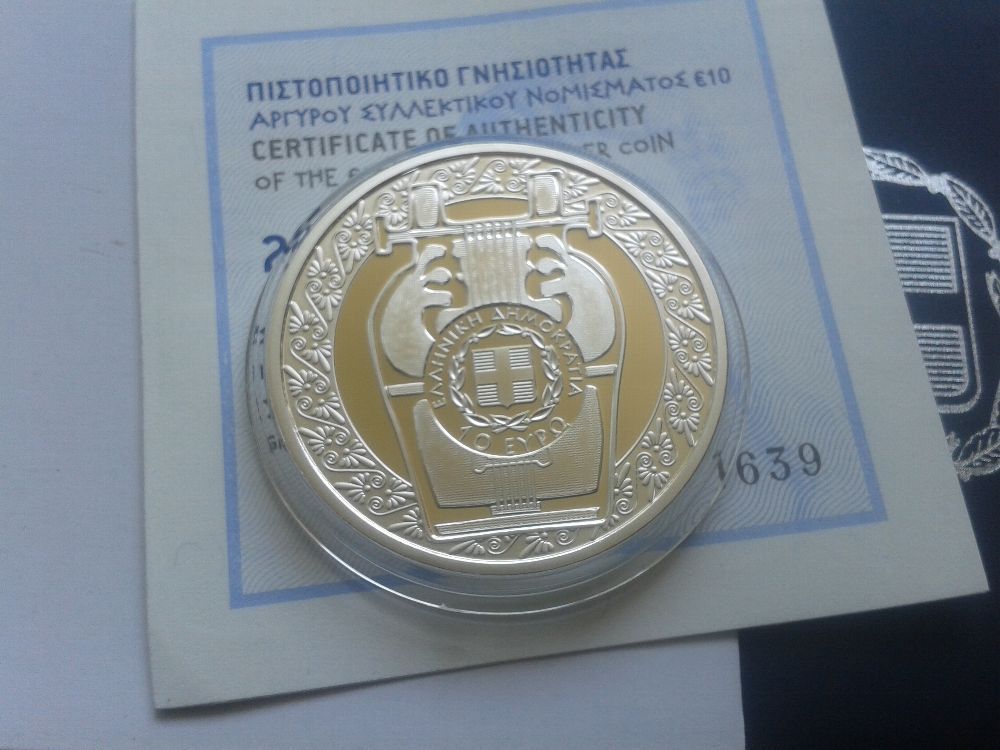 ΠΙΣΤΟΠΟΙΗΤΙΚΟ ΓΝΗΣΙΟΤΗΤΑΣ
ΑΡΓΥΡΟΥ ΣΥΛΛΕΚΤΙΚΟΥ ΝΟΜΙΣΜΑΤΟΣ €10
CERTIFICATE OF AUTHENTICITY
OF THE COIN
ΕΛΛΗΝΙΚΗ ΔΗΜΟΚΡΑΤΙΑ
10 ΕΥΡΩ
1639